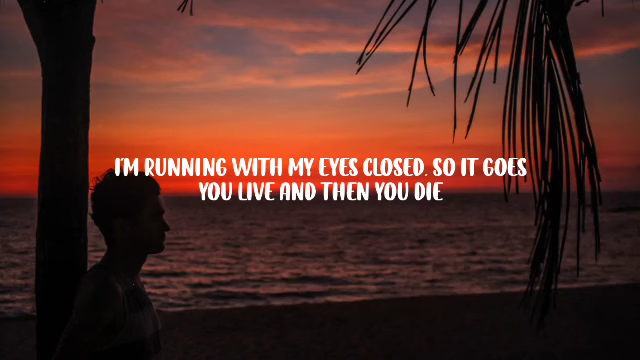 I'M RUNNING WITH MY EYES CLOSED. SO IT GOES
YOU LIVE AND THEN YOU DIE